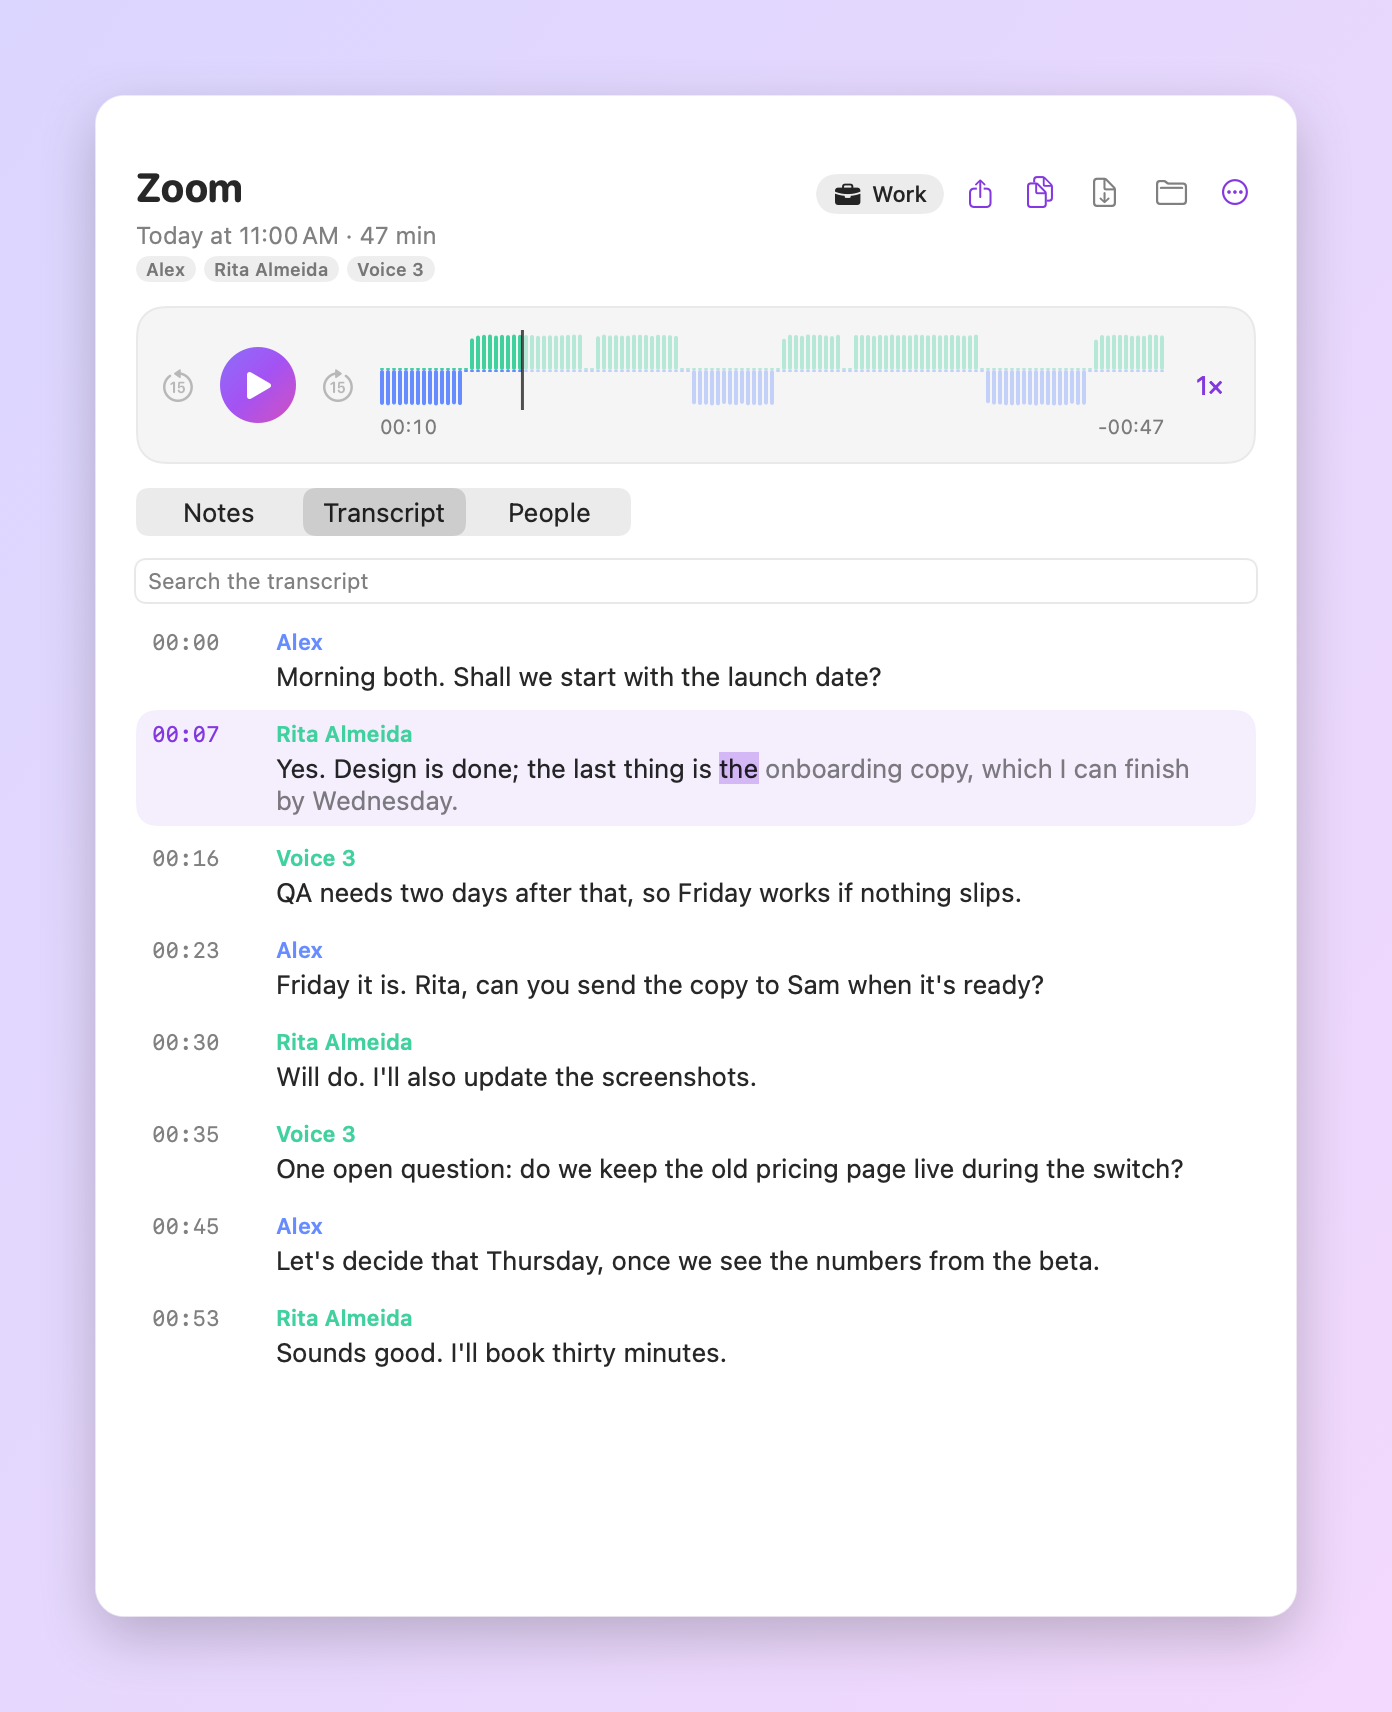 Zoom
Work
Today at 11:00 AM · 47 min
Alex
Rita Almeida
Voice 3
15
15
1×
00:10
-00:47
Notes
Transcript
People
Search the transcript
00:00
Alex
Morning both. Shall we start with the launch date?
00:07
Rita Almeida
Yes. Design is done; the last thing is the onboarding copy, which I can finish
by Wednesday.
00:16
Voice 3
QA needs two days after that, so Friday works if nothing slips.
00:23
Alex
Friday it is. Rita, can you send the copy to Sam when it's ready?
00:30
Rita Almeida
Will do. I'll also update the screenshots.
00:35
Voice 3
One open question: do we keep the old pricing page live during the switch?
00:45
Alex
Let's decide that Thursday, once we see the numbers from the beta.
00:53
Rita Almeida
Sounds good. I'll book thirty minutes.